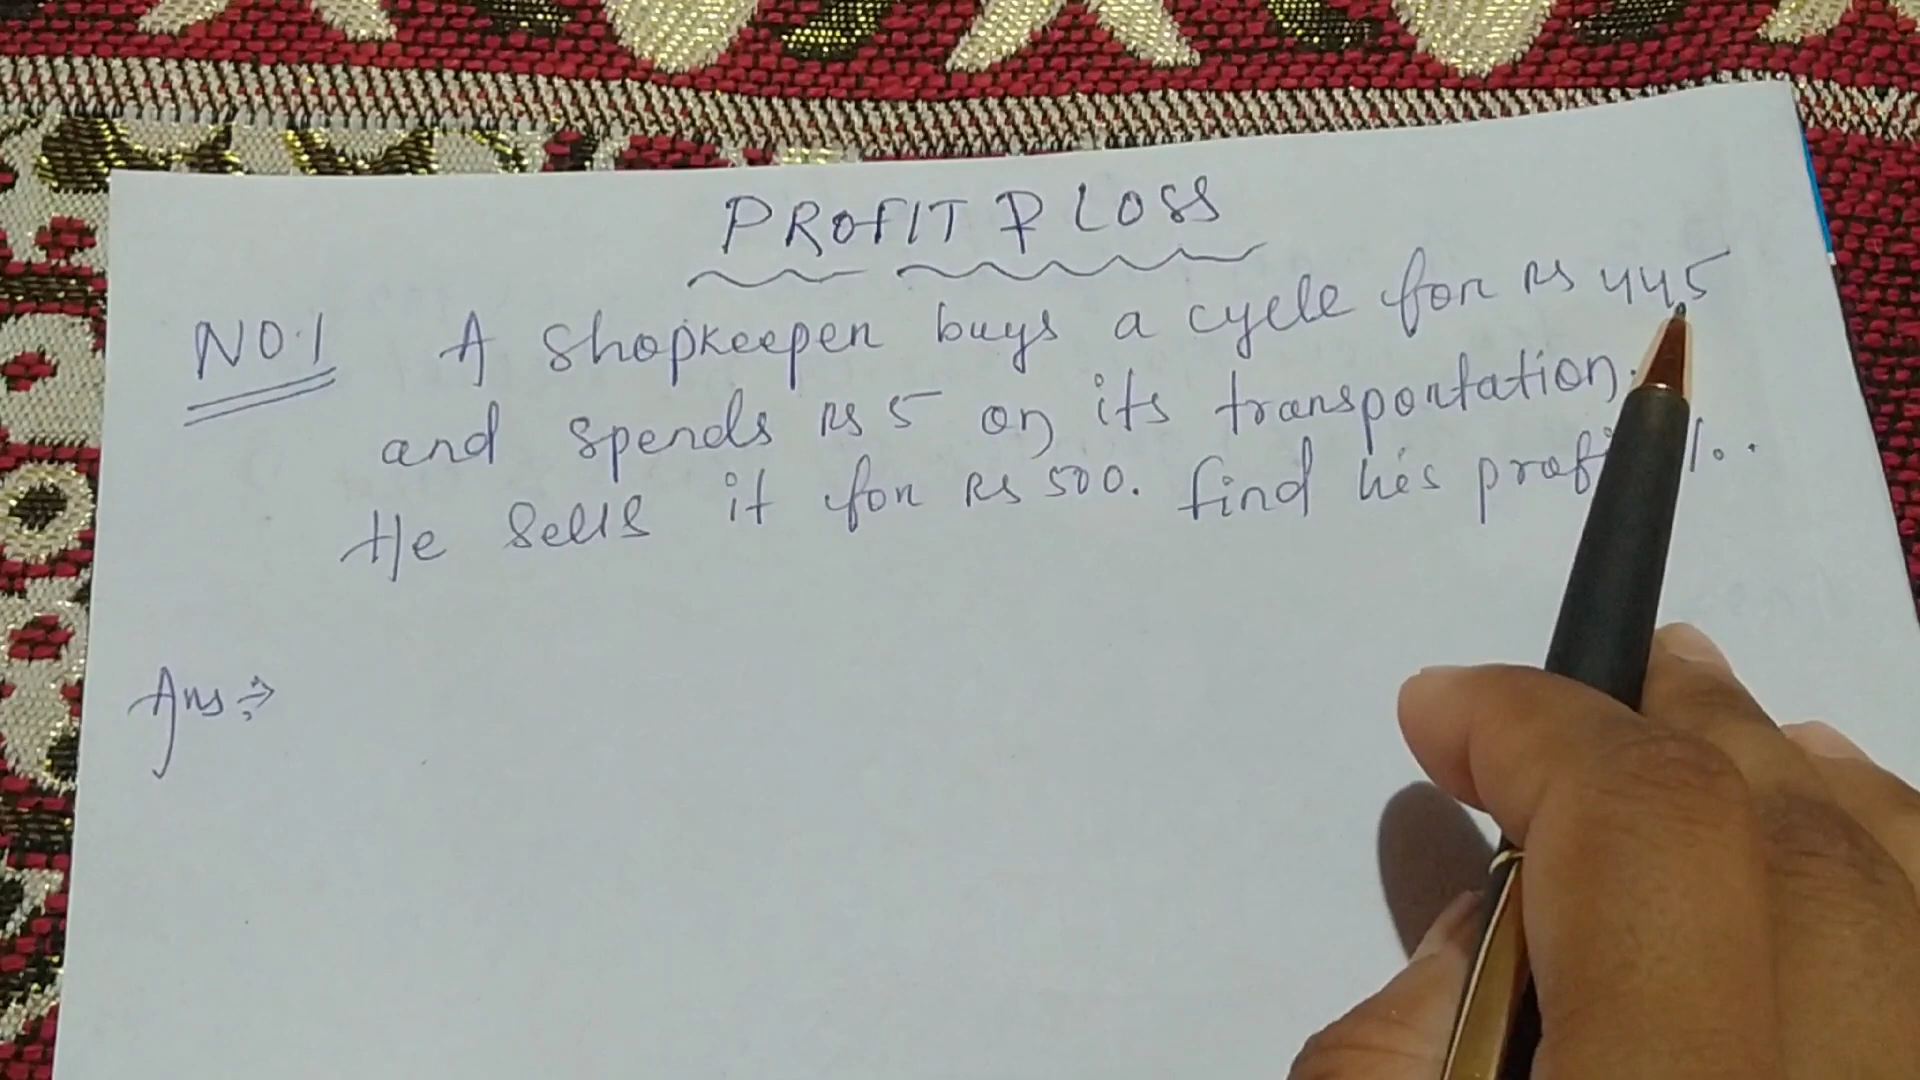 PROFIT & LOSS
NO.1 A shopkeeper buys a cycle for Rs 445
and spends Rs 5 on its transportation.
He sells it for Rs 500. find his profit %.
Ans :→